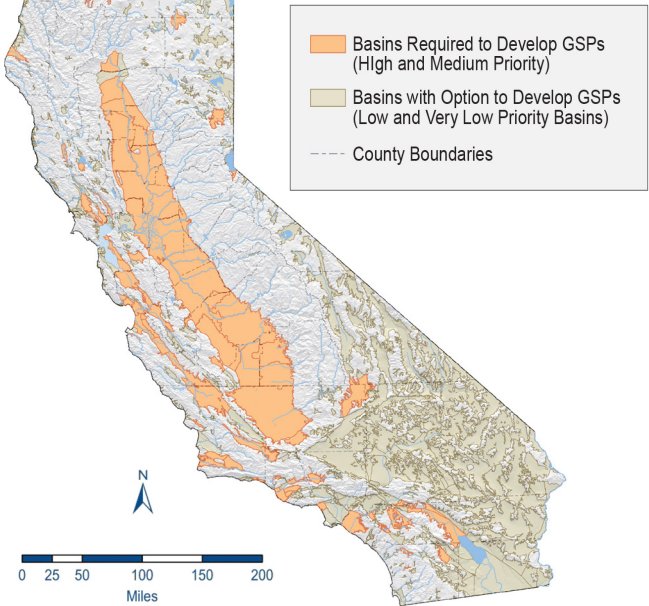 Basins Required to Develop GSPs
(HIgh and Medium Priority)
Basins with Option to Develop GSPs
(Low and Very Low Priority Basins)
County Boundaries
N
0 25 50 100 150 200
Miles